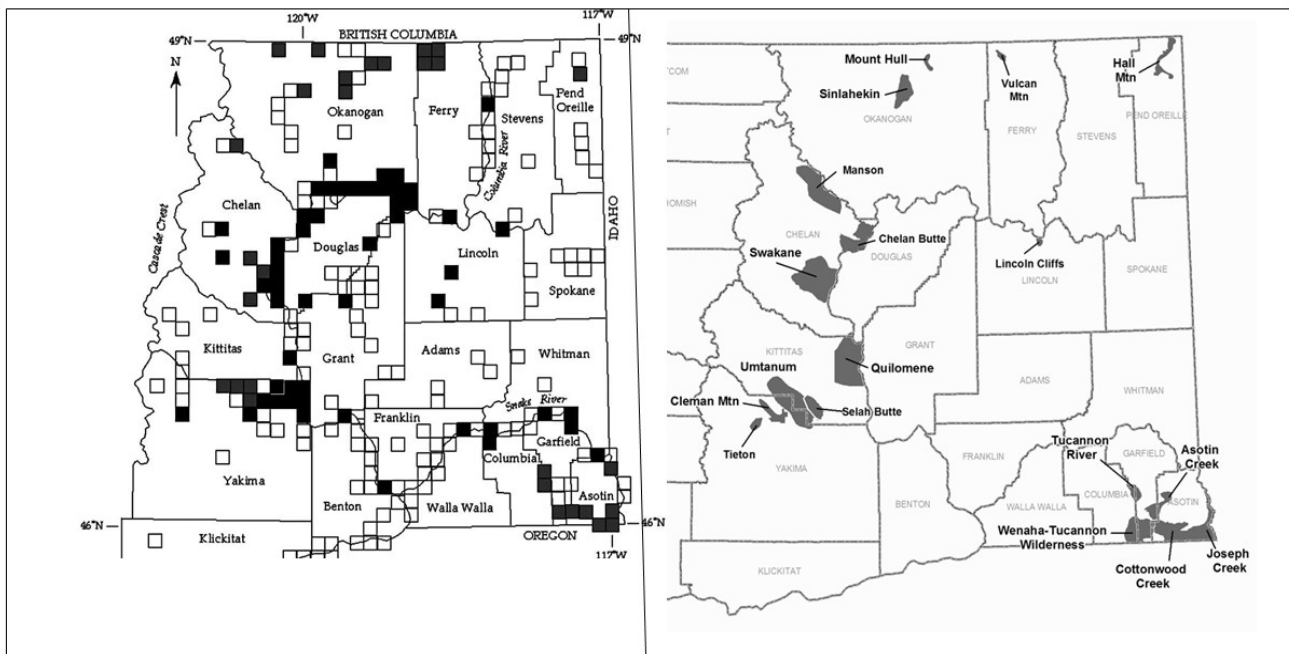 120°W
117°W
BRITISH COLUMBIA
49°N
49°N
N
Okanogan
Ferry
Stevens
Pend
Oreille
Columbia River
Cascade Crest
Chelan
Douglas
Lincoln
Spokane
IDAHO
Kittitas
Grant
Adams
Whitman
Snake River
Franklin
Garfield
Columbia
Yakima
Benton
Walla Walla
Asotin
46°N
46°N
Klickitat
OREGON
117°W
Mount Hull
Sinlahekin
OKANOGAN
Vulcan
Mtn
FERRY
STEVENS
Hall
Mtn
PEND OREILLE
Manson
CHELAN
Chelan Butte
DOUGLAS
Swakane
Lincoln Cliffs
LINCOLN
SPOKANE
KITTITAS
GRANT
Umtanum
Quilomene
ADAMS
WHITMAN
Cleman Mtn
Selah Butte
Tieton
YAKIMA
Tucannon
River
GARFIELD
Asotin
Creek
FRANKLIN
BENTON
WALLA WALLA
COLUMBIA
Wenaha-Tucannon
Wilderness
Cottonwood
Creek
Joseph
Creek
KLICKITAT